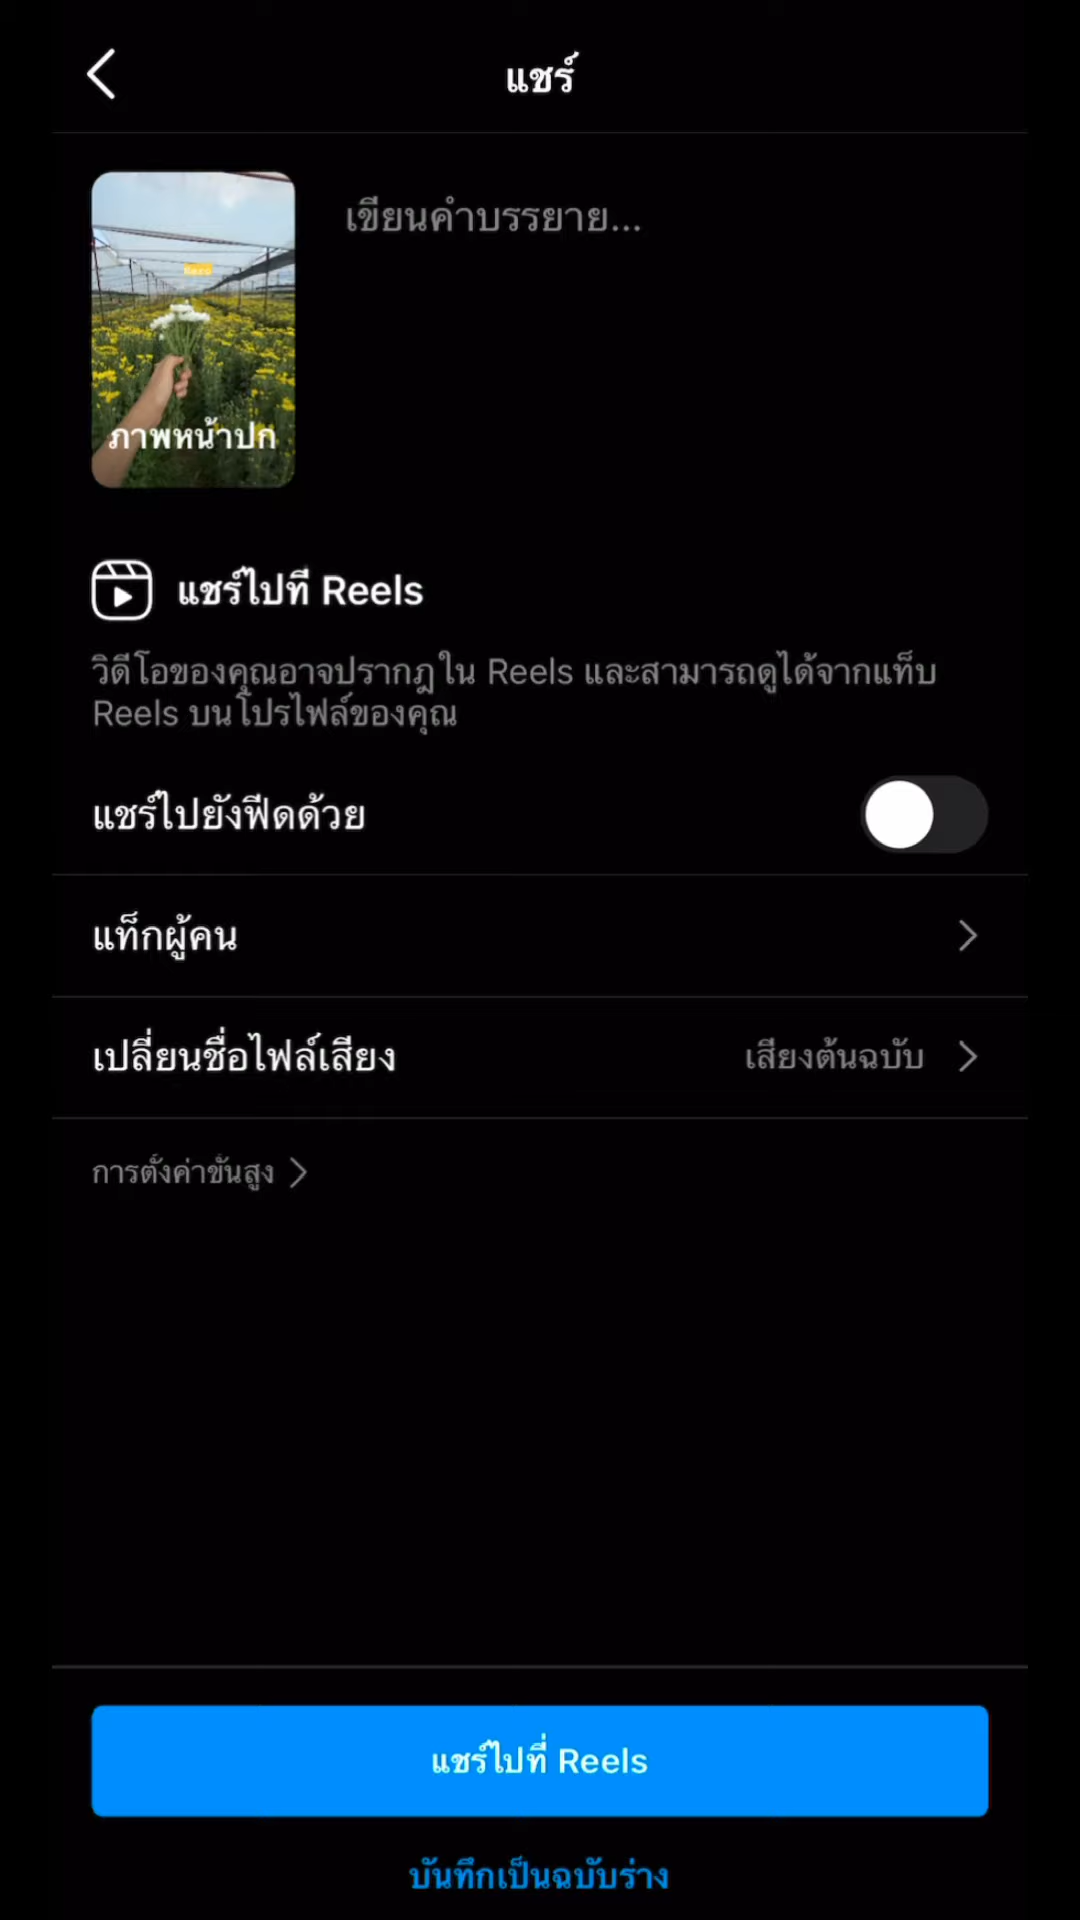 แชร์
เขียนคำบรรยาย...
ภาพหน้าปก
แชร์ไปที่ Reels
วิดีโอของคุณอาจปรากฏใน Reels และสามารถดูได้จากแท็บ
Reels บนโปรไฟล์ของคุณ
แชร์ไปยังฟีดด้วย
แท็กผู้คน
เปลี่ยนชื่อไฟล์เสียง เสียงต้นฉบับ
การตั้งค่าขั้นสูง
แชร์ไปที่ Reels
บันทึกเป็นฉบับร่าง